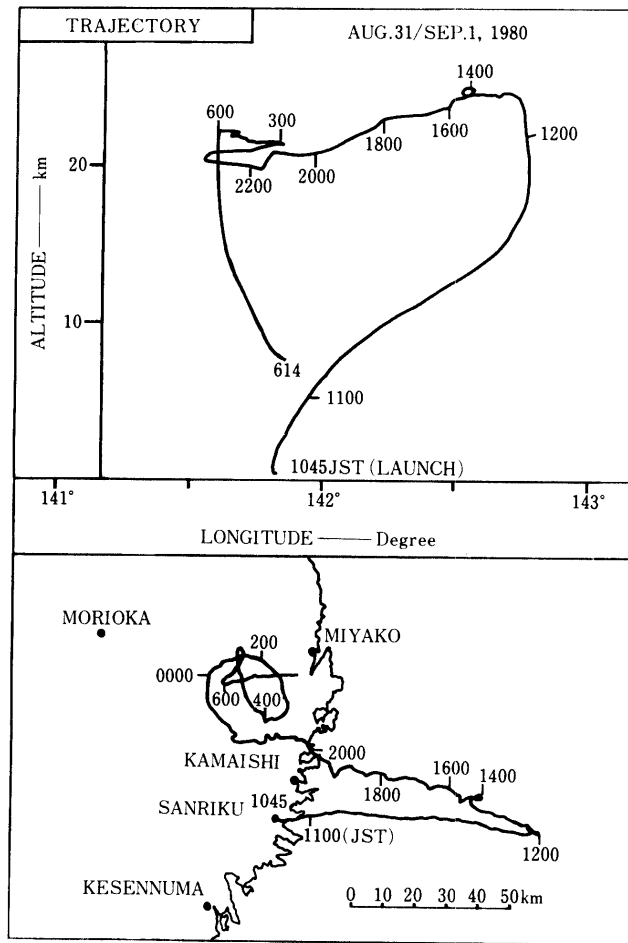 TRAJECTORY
AUG.31/SEP.1, 1980
1400
600
300
1600
1200
1800
2000
2200
20
10
ALTITUDE —— km
614
1100
1045JST (LAUNCH)
141° 142° 143°
LONGITUDE —— Degree
MORIOKA
MIYAKO
200
0000
600
400
2000
KAMAISHI
1600
1400
1800
SANRIKU
1045
1100(JST)
1200
KESENNUMA
0 10 20 30 40 50km